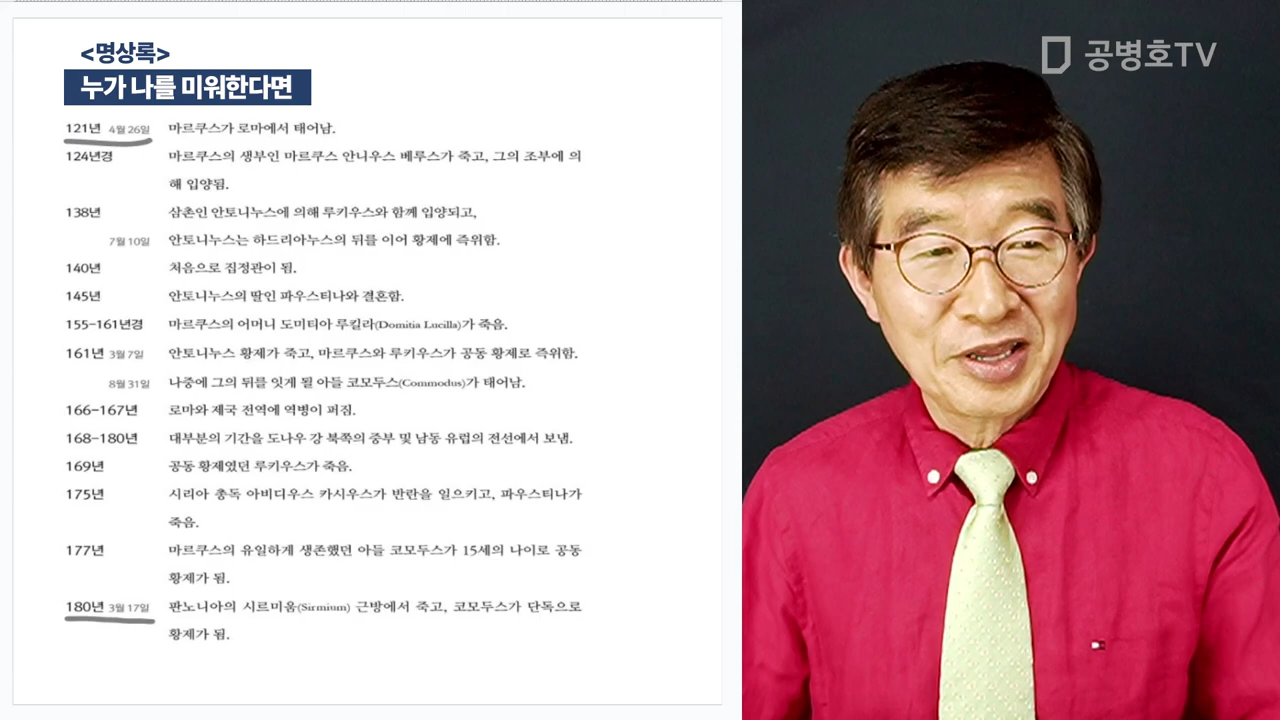 <명상록>
누가 나를 미워한다면
공병호TV
121년 4월 26일 마르쿠스가 로마에서 태어남.
124년경 마르쿠스의 생부인 마르쿠스 안니우스 베루스가 죽고, 그의 조부에 의
해 입양됨.
138년 삼촌인 안토니누스에 의해 루키우스와 함께 입양되고,
7월 10일 안토니누스는 하드리아누스의 뒤를 이어 황제에 즉위함.
140년 처음으로 집정관이 됨.
145년 안토니누스의 딸인 파우스티나와 결혼함.
155-161년경 마르쿠스의 어머니 도미티아 루킬라(Domitia Lucilla)가 죽음.
161년 3월 7일 안토니누스 황제가 죽고, 마르쿠스와 루키우스가 공동 황제로 즉위함.
8월 31일 나중에 그의 뒤를 잇게 될 아들 코모두스(Commodus)가 태어남.
166-167년 로마와 제국 전역에 역병이 퍼짐.
168-180년 대부분의 기간을 도나우 강 북쪽의 중부 및 남동 유럽의 전선에서 보냄.
169년 공동 황제였던 루키우스가 죽음.
175년 시리아 총독 아비디우스 카시우스가 반란을 일으키고, 파우스티나가
죽음.
177년 마르쿠스의 유일하게 생존했던 아들 코모두스가 15세의 나이로 공동
황제가 됨.
180년 3월 17일 판노니아의 시르미움(Sirmium) 근방에서 죽고, 코모두스가 단독으로
황제가 됨.